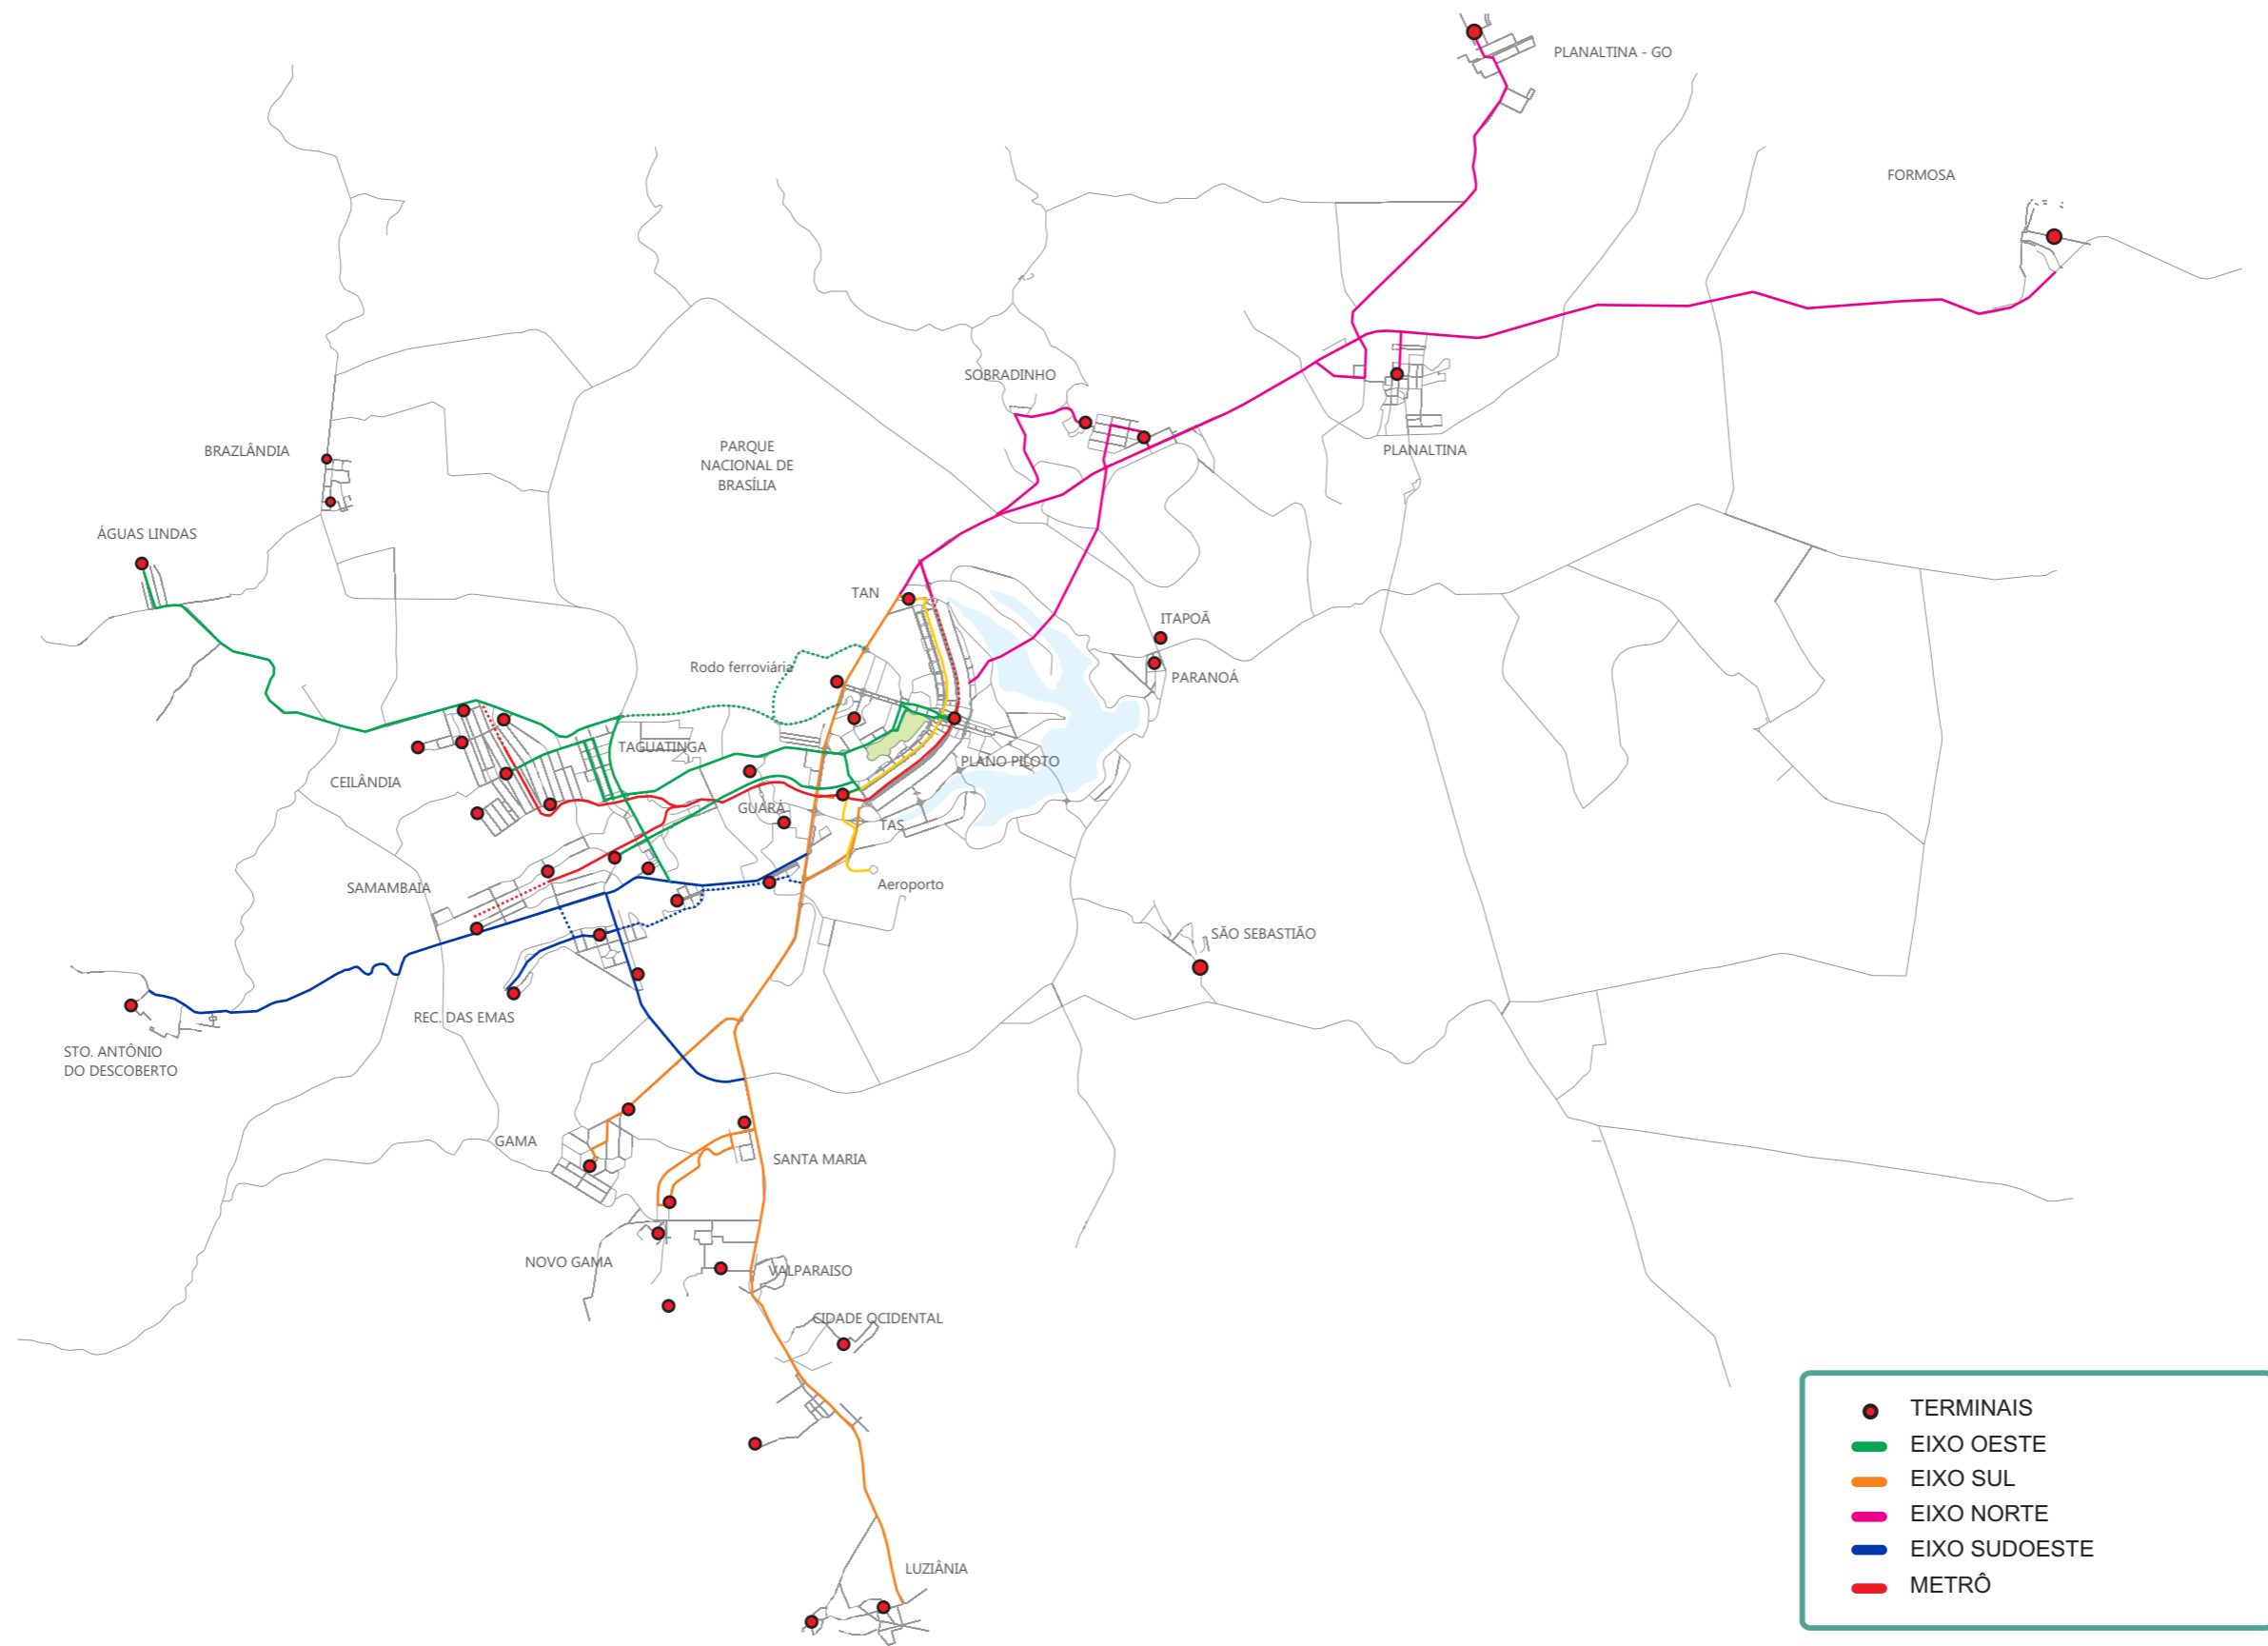 PLANALTINA - GO
FORMOSA
SOBRADINHO
BRAZLÂNDIA
PARQUE
NACIONAL DE
BRASÍLIA
PLANALTINA
ÁGUAS LINDAS
TAN
ITAPOÃ
Rodo ferroviária
PARANOÁ
TAGUATINGA
PLANO PILOTO
CEILÂNDIA
GUARÁ
TAS
SAMAMBAIA
Aeroporto
SÃO SEBASTIÃO
REC. DAS EMAS
STO. ANTÔNIO
DO DESCOBERTO
GAMA
SANTA MARIA
NOVO GAMA
VALPARAISO
CIDADE OCIDENTAL
LUZIÂNIA
TERMINAIS
EIXO OESTE
EIXO SUL
EIXO NORTE
EIXO SUDOESTE
METRÔ